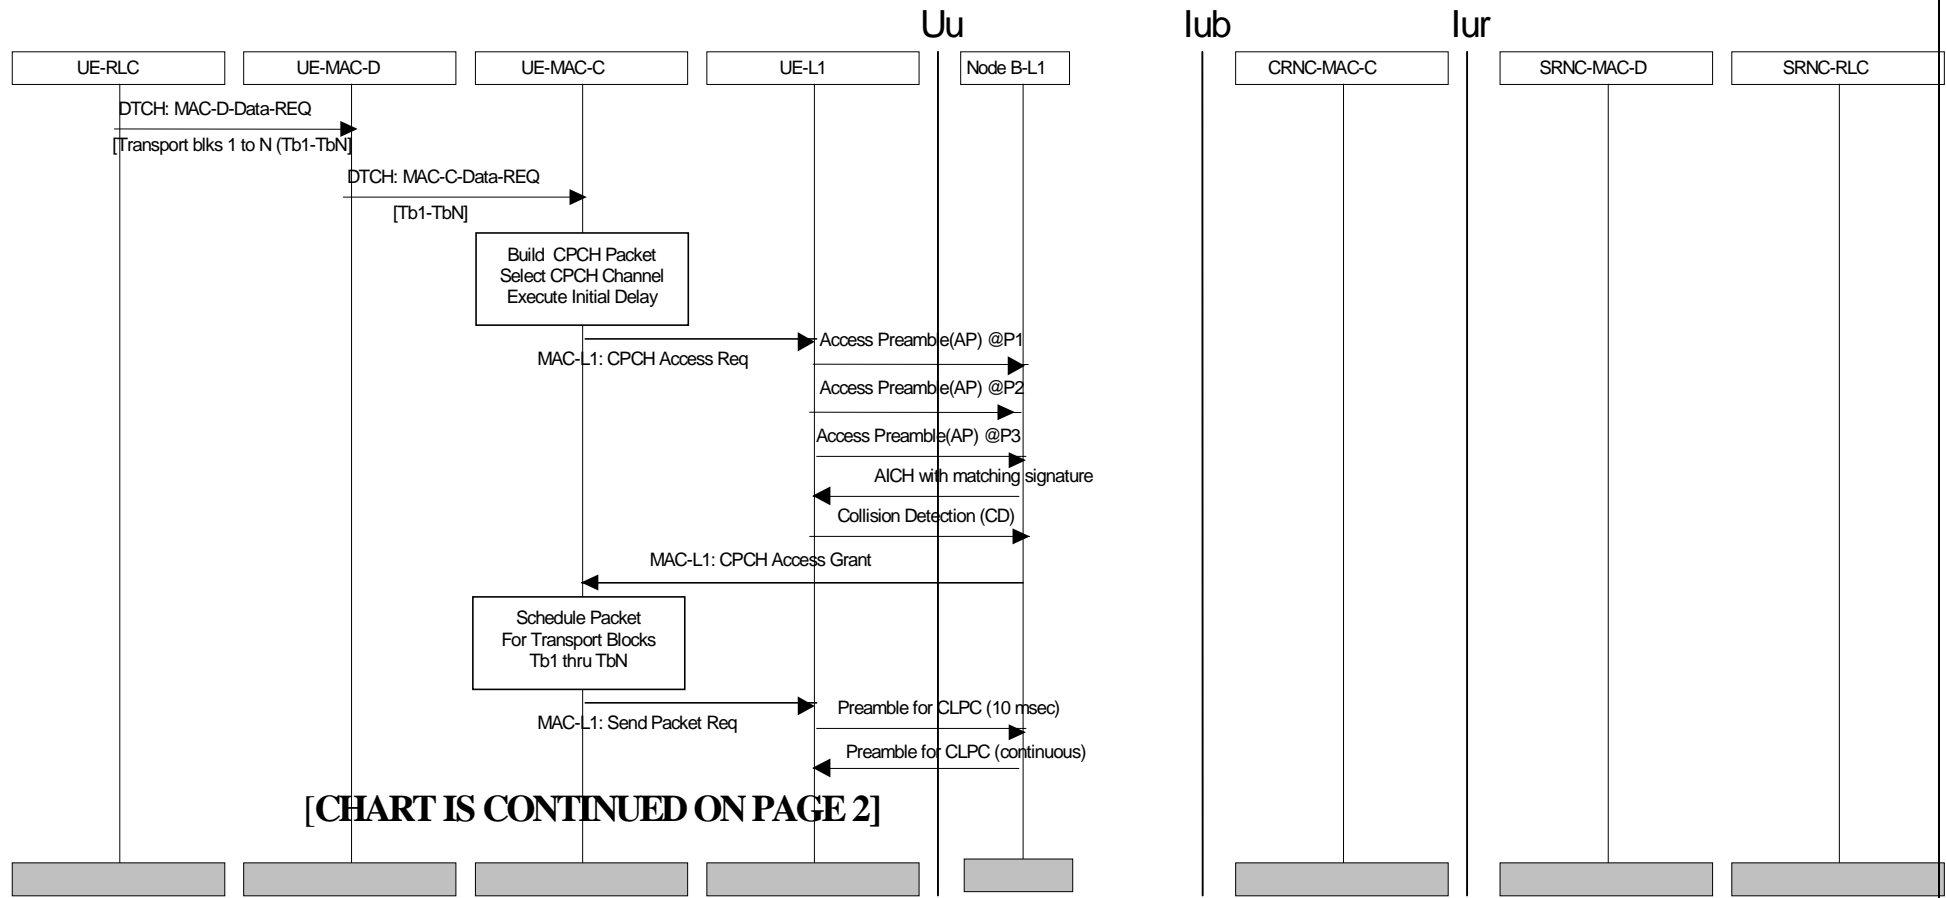 Uu
Iub
Iur
UE-RLC
UE-MAC-D
UE-MAC-C
UE-L1
Node B-L1
CRNC-MAC-C
SRNC-MAC-D
SRNC-RLC
DTCH: MAC-D-Data-REQ
[Transport blks 1 to N (Tb1-TbN]
DTCH: MAC-C-Data-REQ
[Tb1-TbN]
Build CPCH Packet
Select CPCH Channel
Execute Initial Delay
Access Preamble(AP) @P1
MAC-L1: CPCH Access Req
Access Preamble(AP) @P2
Access Preamble(AP) @P3
AICH with matching signature
Collision Detection (CD)
MAC-L1: CPCH Access Grant
Schedule Packet
For Transport Blocks
Tb1 thru TbN
Preamble for CLPC (10 msec)
MAC-L1: Send Packet Req
Preamble for CLPC (continuous)
[CHART IS CONTINUED ON PAGE 2]